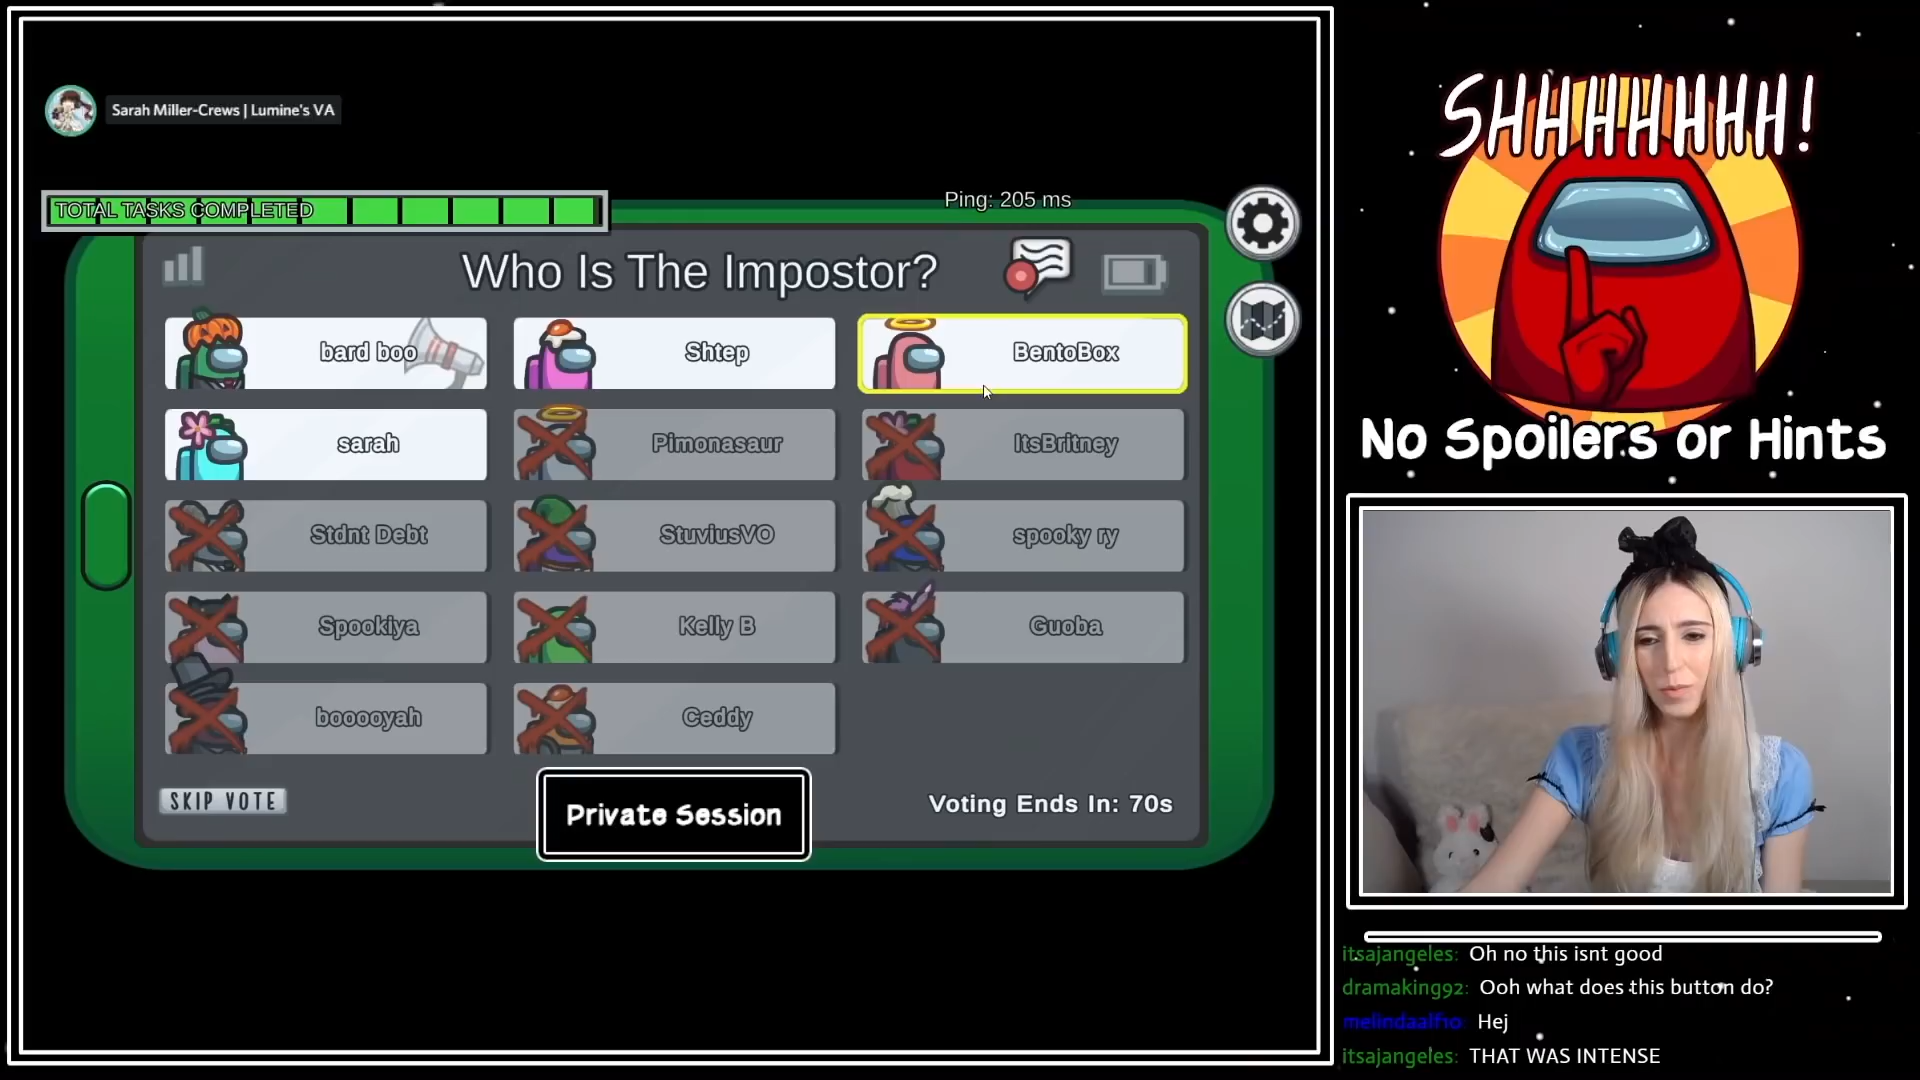 Sarah Miller-Crews | Lumine's VA
TOTAL TASKS COMPLETED
Ping: 205 ms
Who Is The Impostor?
bard boo
Shtep
BentoBox
sarah
Pimonasaur
ItsBritney
Stdnt Debt
StuviusVO
spooky ry
Spookiya
Kelly B
Guoba
booooyah
Ceddy
SKIP VOTE
Private Session
Voting Ends In: 70s
SHHHHHHH!
No Spoilers or Hints
itsajangeles: Oh no this isnt good
dramaking92: Ooh what does this button do?
melindaalf10: Hej
itsajangeles: THAT WAS INTENSE